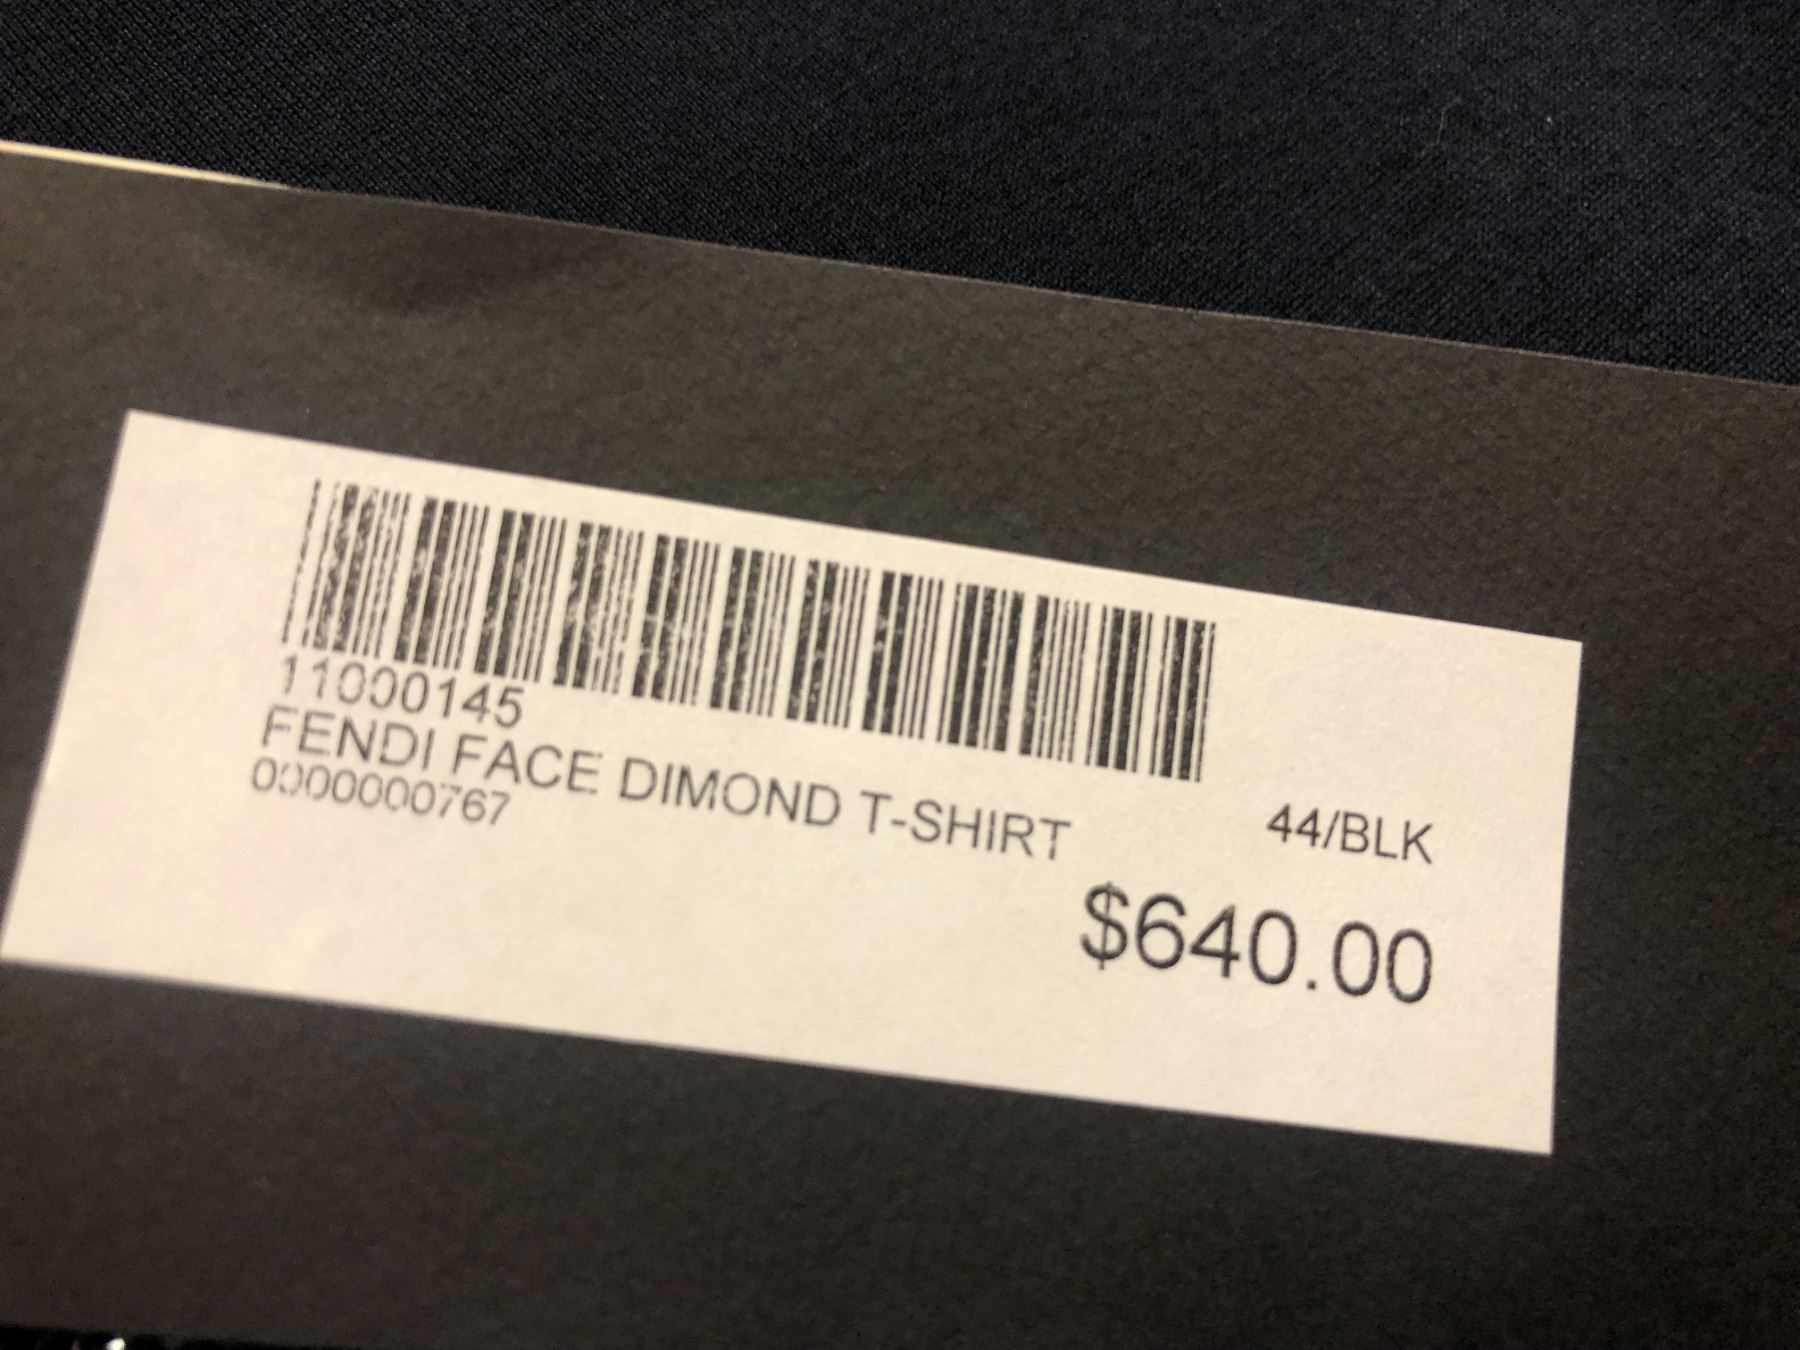 11000145
FENDI FACE DIMOND T-SHIRT
0000000767
44/BLK
$640.00